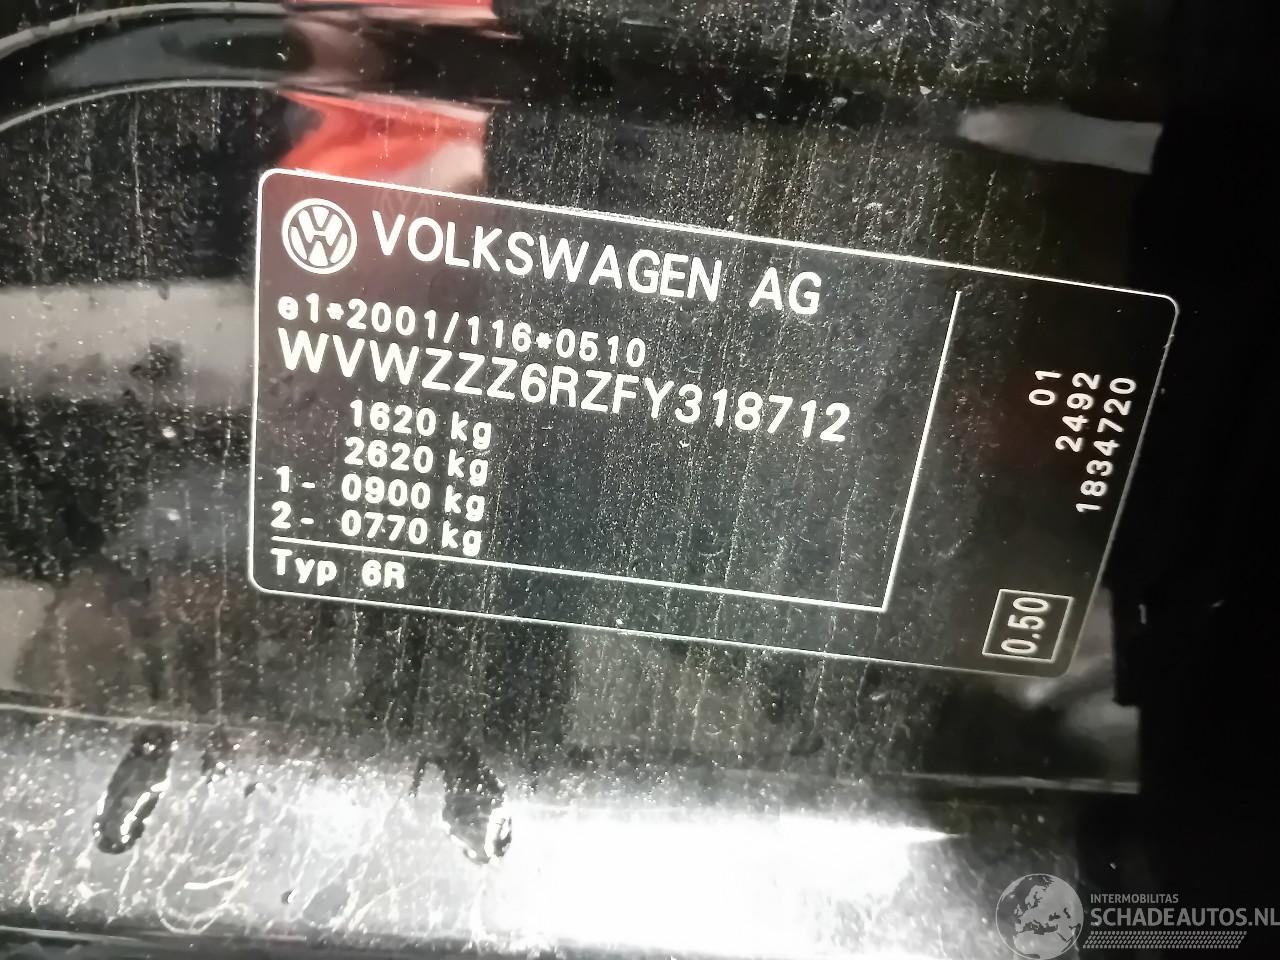 VOLKSWAGEN AG
e1*2001/116*0510
WVWZZZ6RZFY318712
1620 kg
2620 kg
1- 0900 kg
2- 0770 kg
Typ 6R
01
2492
1834720
0.50
INTERMOBILITAS
SCHADEAUTOS.NL